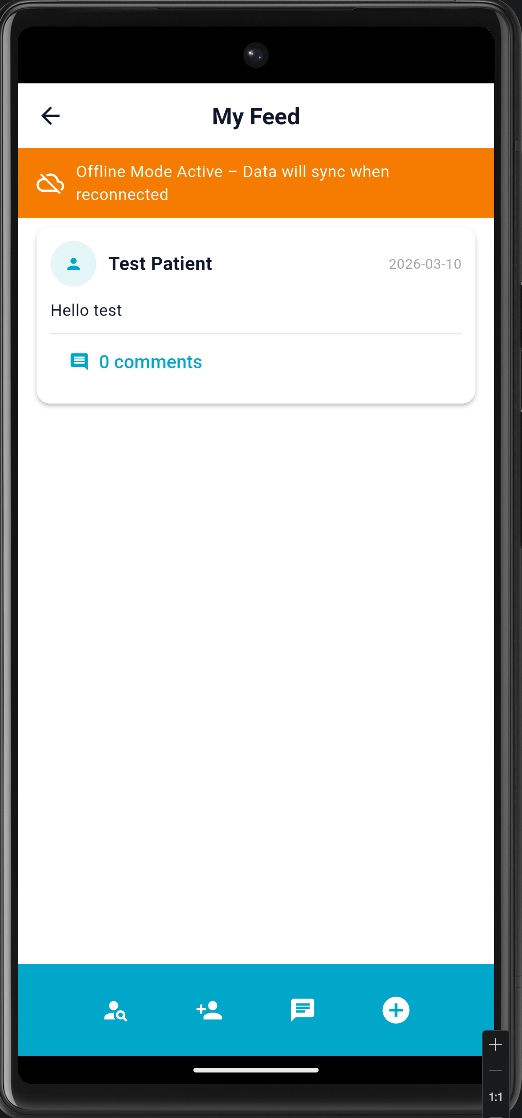 My Feed
Offline Mode Active – Data will sync when
reconnected
Test Patient
2026-03-10
Hello test
0 comments
1:1